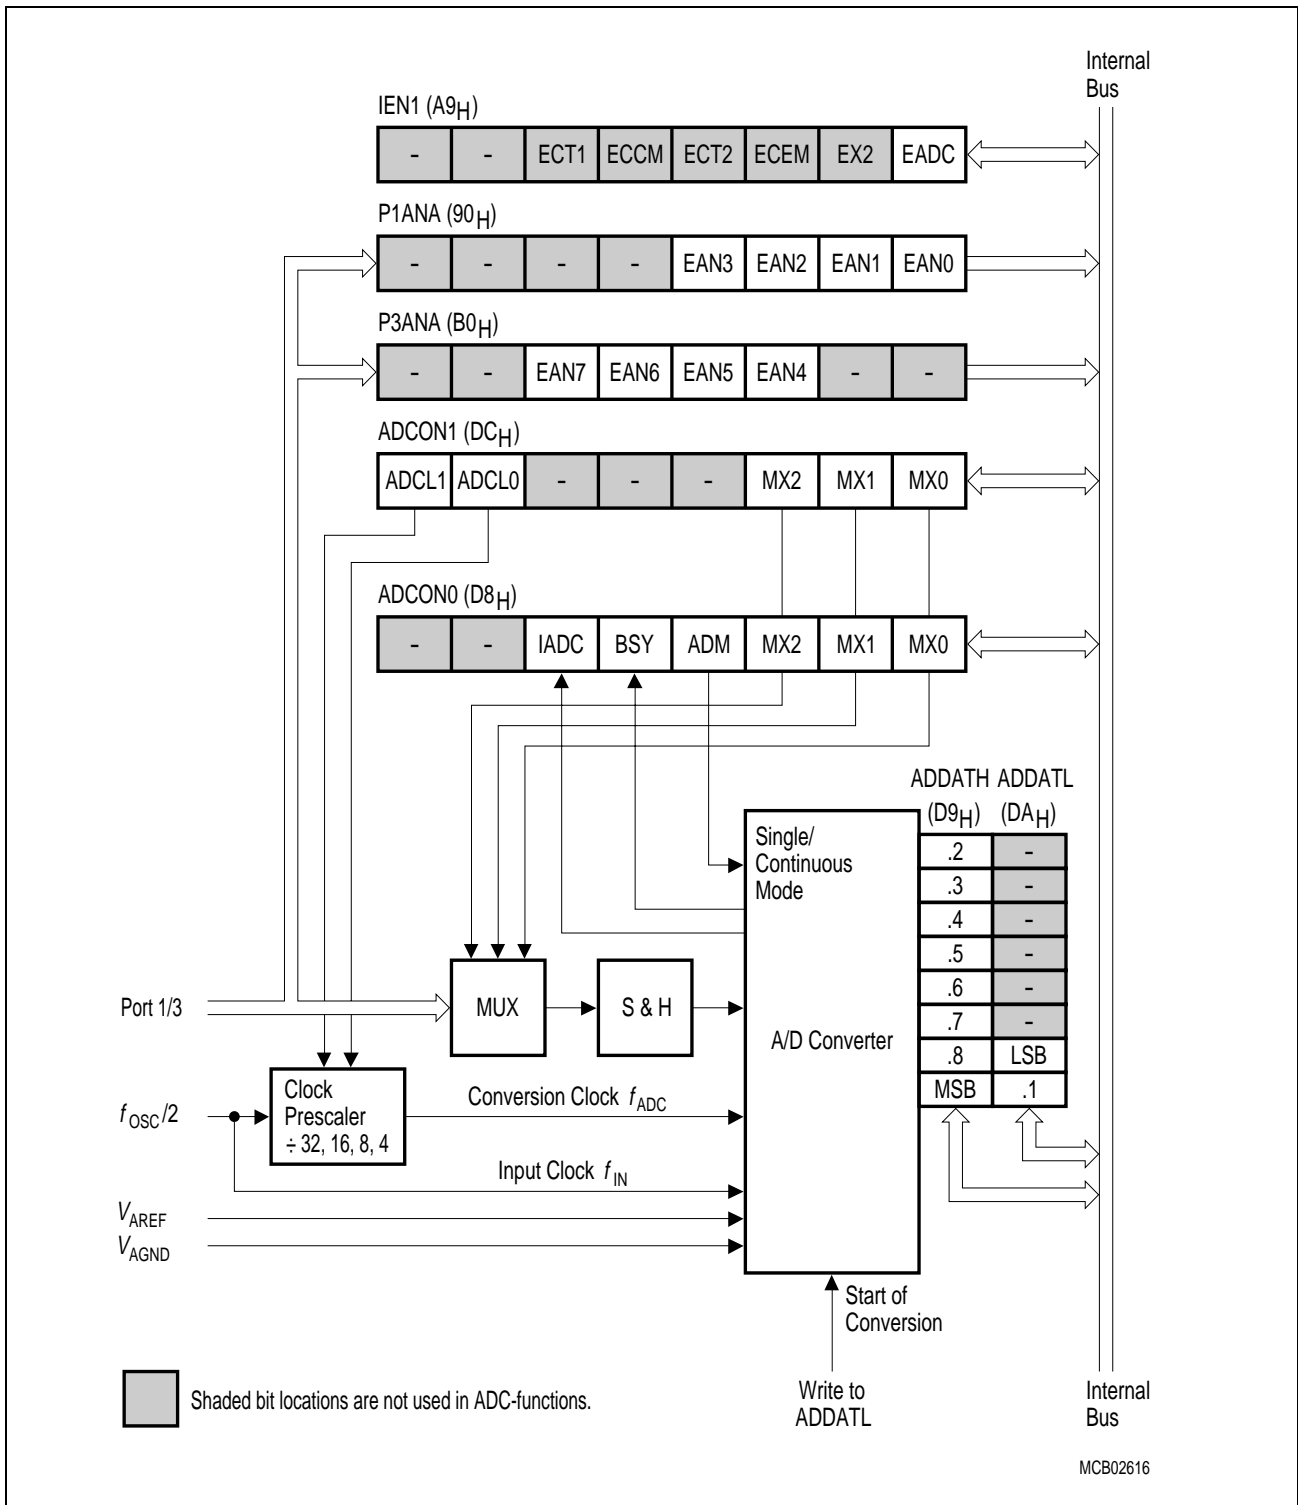 Internal
Bus
IEN1 (A9H)
- - ECT1 ECCM ECT2 ECEM EX2 EADC
P1ANA (90H)
- - - - EAN3 EAN2 EAN1 EAN0
P3ANA (B0H)
- - EAN7 EAN6 EAN5 EAN4 - -
ADCON1 (DCH)
ADCL1 ADCL0 - - - MX2 MX1 MX0
ADCON0 (D8H)
- - IADC BSY ADM MX2 MX1 MX0
ADDATH ADDATL
(D9H) (DAH)
Single/
Continuous
Mode
.2 -
.3 -
.4 -
.5 -
.6 -
.7 -
.8 LSB
MSB .1
Port 1/3
MUX
S & H
A/D Converter
fOSC/2
Clock
Prescaler
÷ 32, 16, 8, 4
Conversion Clock fADC
Input Clock fIN
VAREF
VAGND
Start of
Conversion
Shaded bit locations are not used in ADC-functions.
Write to
ADDATL
Internal
Bus
MCB02616